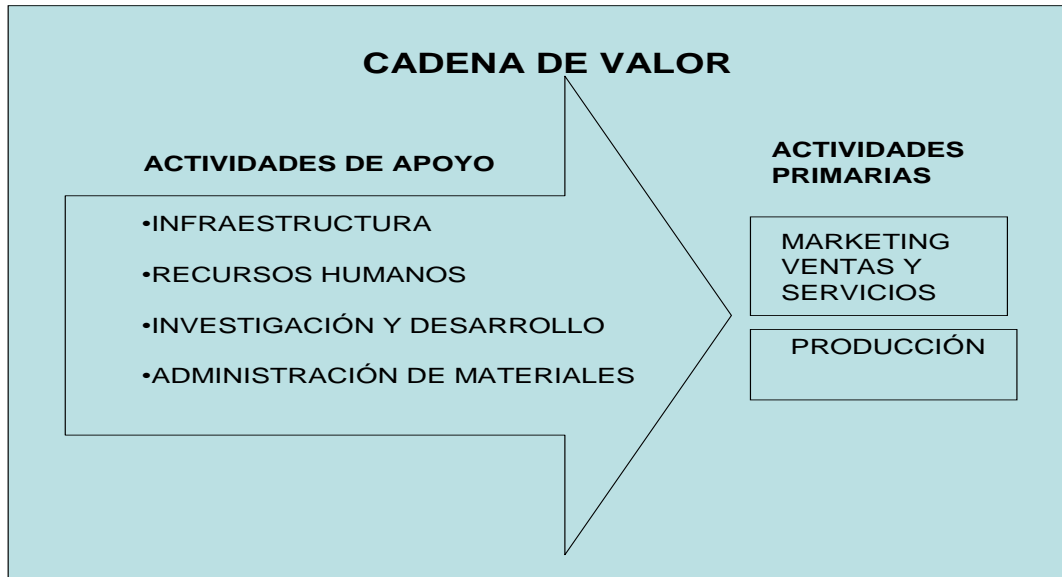 CADENA DE VALOR
ACTIVIDADES DE APOYO
•INFRAESTRUCTURA
•RECURSOS HUMANOS
•INVESTIGACIÓN Y DESARROLLO
•ADMINISTRACIÓN DE MATERIALES
ACTIVIDADES
PRIMARIAS
MARKETING
VENTAS Y
SERVICIOS
PRODUCCIÓN